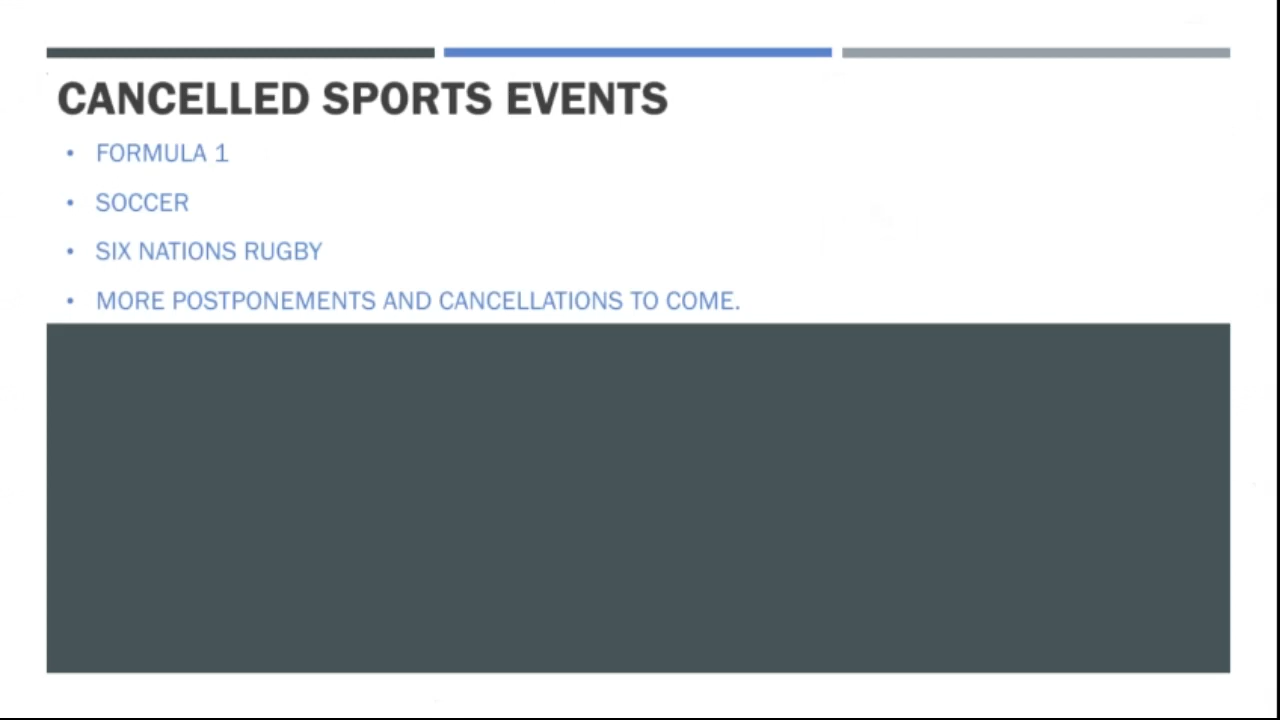 CANCELLED SPORTS EVENTS
• FORMULA 1
• SOCCER
• SIX NATIONS RUGBY
• MORE POSTPONEMENTS AND CANCELLATIONS TO COME.